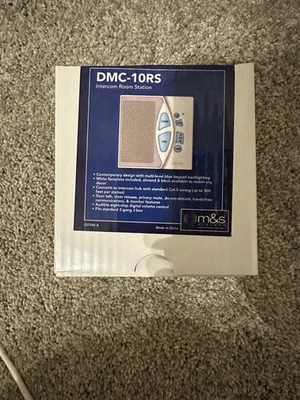 DMC-10RS
Intercom Room Station
• Contemporary design with multi-level blue keypad backlighting
• White faceplate included, almond & black available to match any
decor
• Connects to intercom hub with standard Cat-5 wiring (up to 500
feet per station)
• Door talk, door release, privacy mute, do-not-disturb, hands-free
communications, & monitor features
• Audible eight-step digital volume control
• Fits standard 2-gang J-box
Made in China
m&s